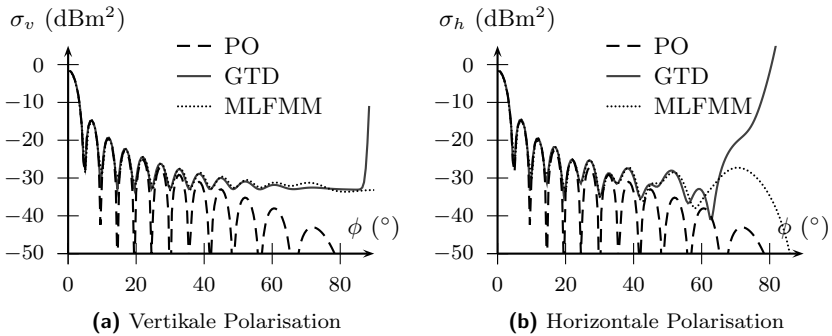 σv (dBm²)
PO
GTD
MLFMM
0
−10
−20
−30
−40
−50
ϕ (°)
0 20 40 60 80
(a) Vertikale Polarisation
σh (dBm²)
PO
GTD
MLFMM
0
−10
−20
−30
−40
−50
ϕ (°)
0 20 40 60 80
(b) Horizontale Polarisation